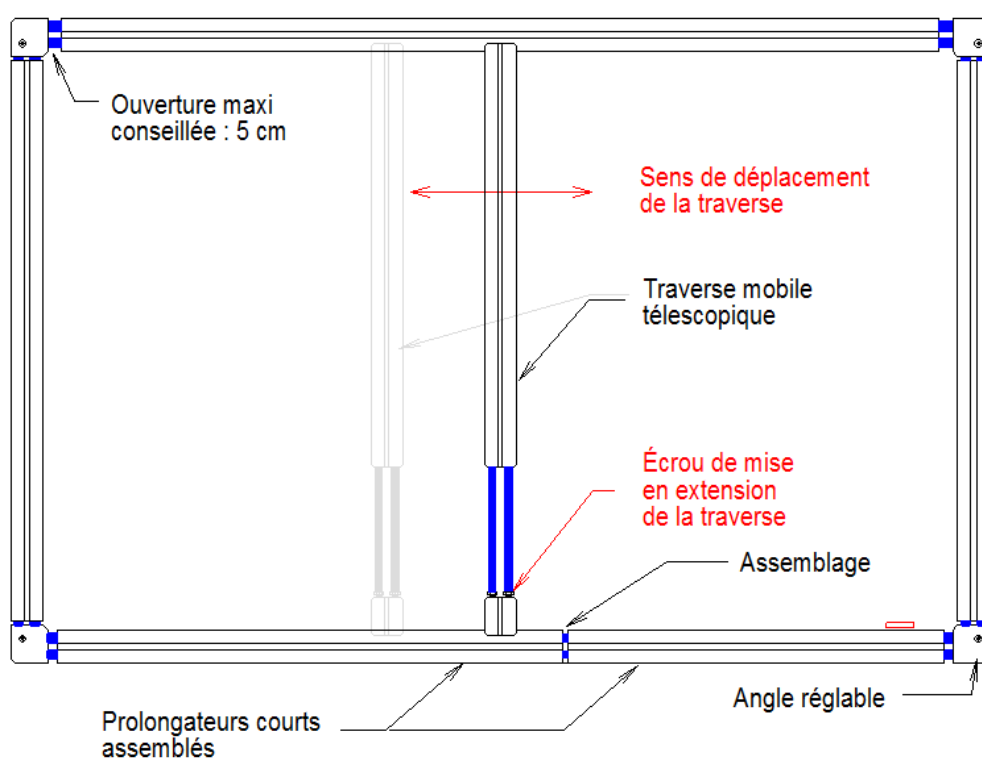 Ouverture maxi
conseillée : 5 cm
Sens de déplacement
de la traverse
Traverse mobile
télescopique
Écrou de mise
en extension
de la traverse
Assemblage
Angle réglable
Prolongateurs courts
assemblés